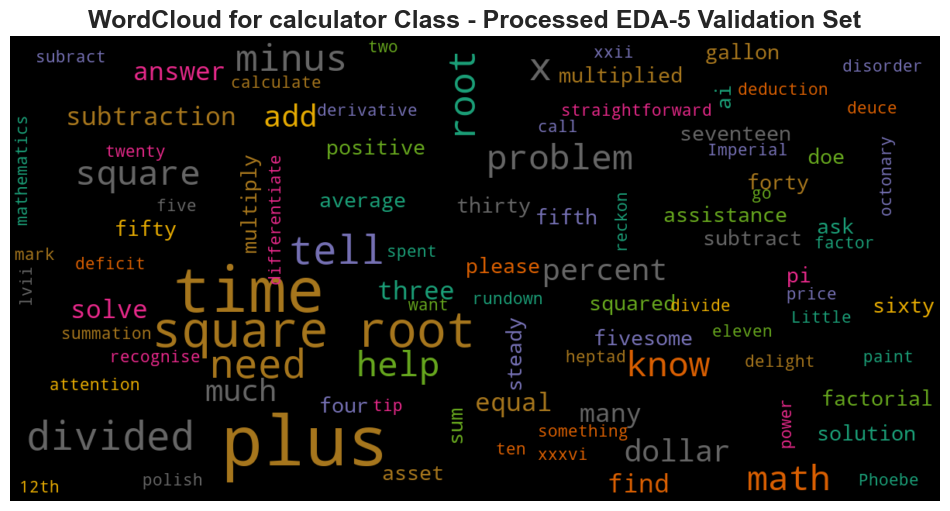 WordCloud for calculator Class - Processed EDA-5 Validation Set
subract
answer
minus
two
calculate
root
x
xxii
multiplied
gallon
disorder
ai
deduction
deuce
subtraction
add
derivative
straightforward
call
seventeen
Imperial
mathematics
twenty
positive
problem
doe
octonary
square
multiply
differentiate
forty
go
five
average
thirty
fifth
reckon
assistance
ask
fifty
subtract
factor
mark
tell
spent
lvii
deficit
please
percent
pi
time
three
rundown
squared
divide
price
sixty
solve
want
Little
summation
square root
steady
fivesome
eleven
recognise
need
help
heptad
know
delight
paint
attention
much
four
tip
sum
equal
many
power
factorial
divided
plus
something
solution
ten
xxxvi
dollar
12th
polish
asset
find
math
Phoebe